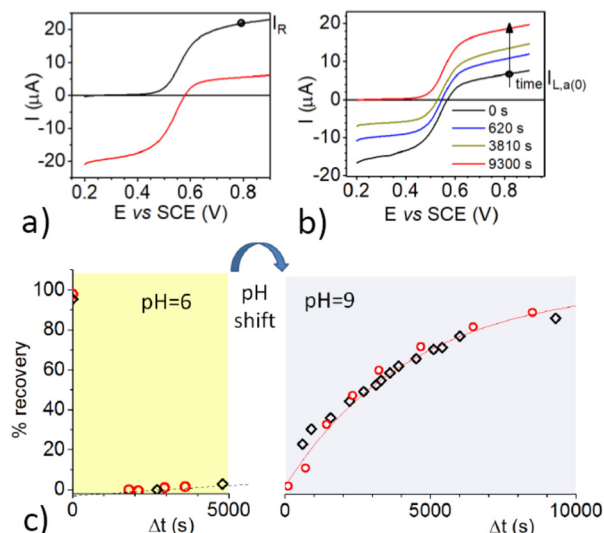 20
10
0
-10
-20
I (μA)
I_R
0.2 0.4 0.6 0.8
E vs SCE (V)
a)
20
10
0
-10
-20
I (μA)
time I_L,a(0)
0 s
620 s
3810 s
9300 s
0.2 0.4 0.6 0.8
E vs SCE (V)
b)
100
80
60
40
20
0
% recovery
pH=6
pH
shift
pH=9
0 5000
Δt (s)
0 5000 10000
Δt (s)
c)